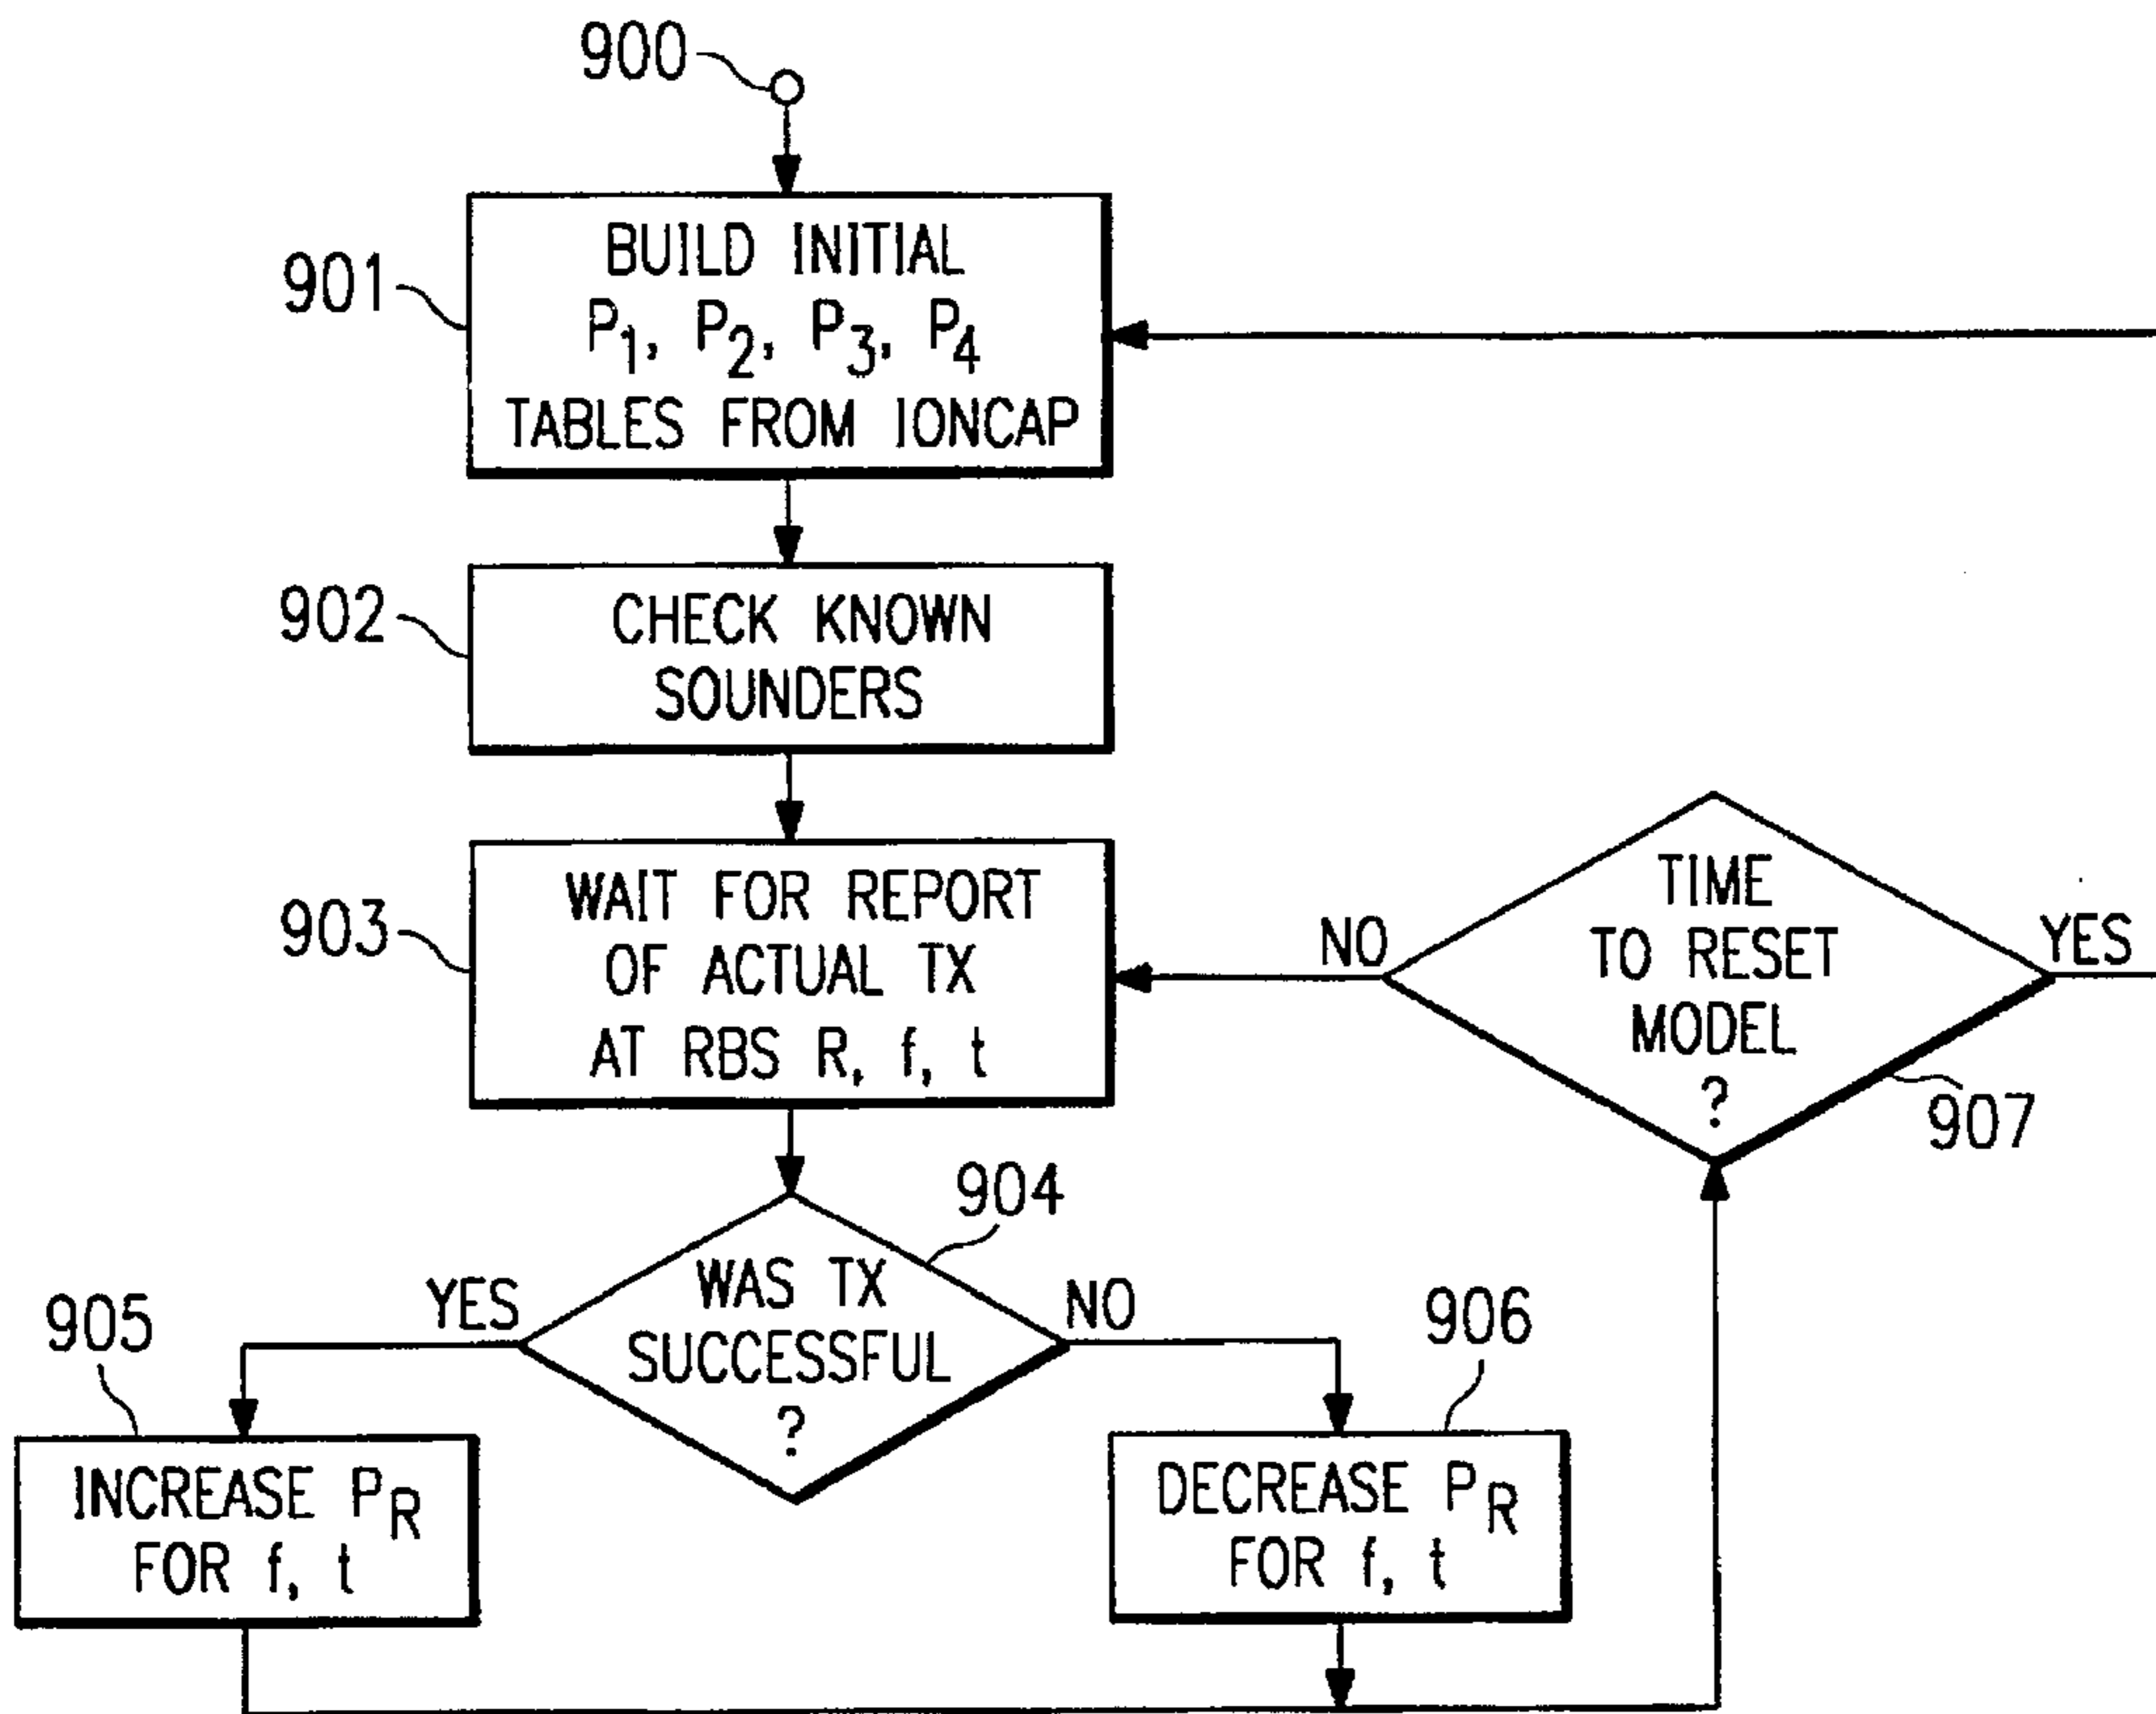 900
901
BUILD INITIAL
P1, P2, P3, P4
TABLES FROM IONCAP
902
CHECK KNOWN
SOUNDERS
903
WAIT FOR REPORT
OF ACTUAL TX
AT RBS R, f, t
NO
TIME
TO RESET
MODEL
?
YES
907
904
YES
WAS TX
SUCCESSFUL
?
NO
905
INCREASE PR
FOR f, t
906
DECREASE PR
FOR f, t